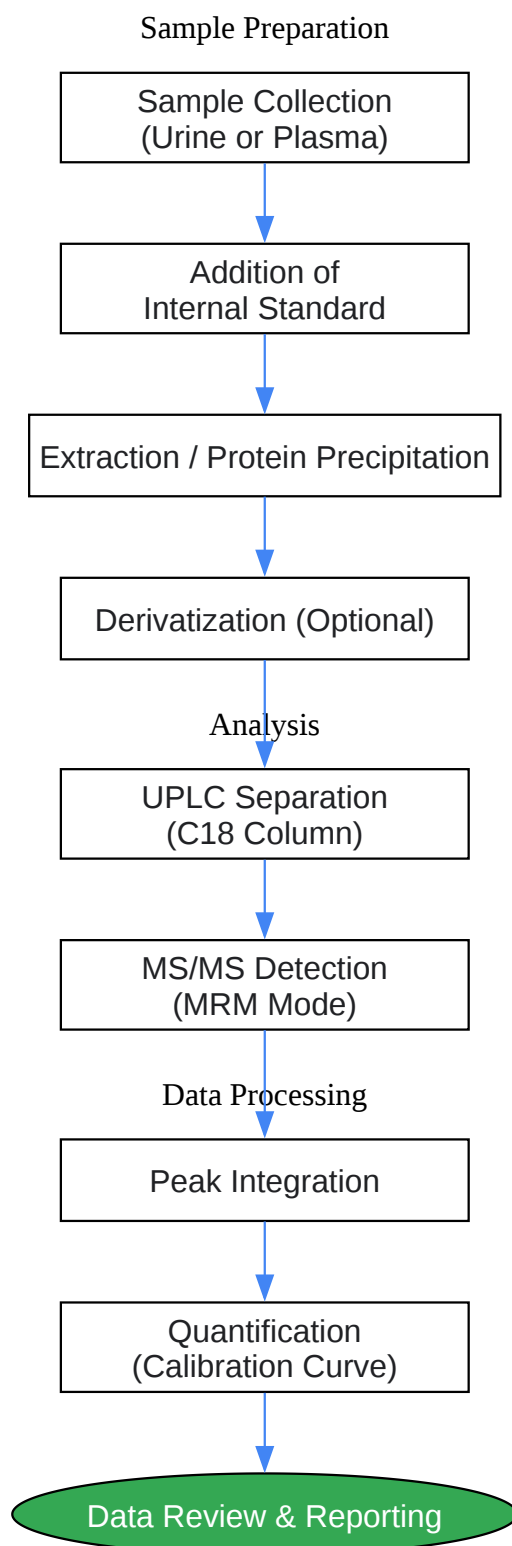 Sample Preparation
Sample Collection
(Urine or Plasma)
Addition of
Internal Standard
Extraction / Protein Precipitation
Derivatization (Optional)
Analysis
UPLC Separation
(C18 Column)
MS/MS Detection
(MRM Mode)
Data Processing
Peak Integration
Quantification
(Calibration Curve)
Data Review & Reporting